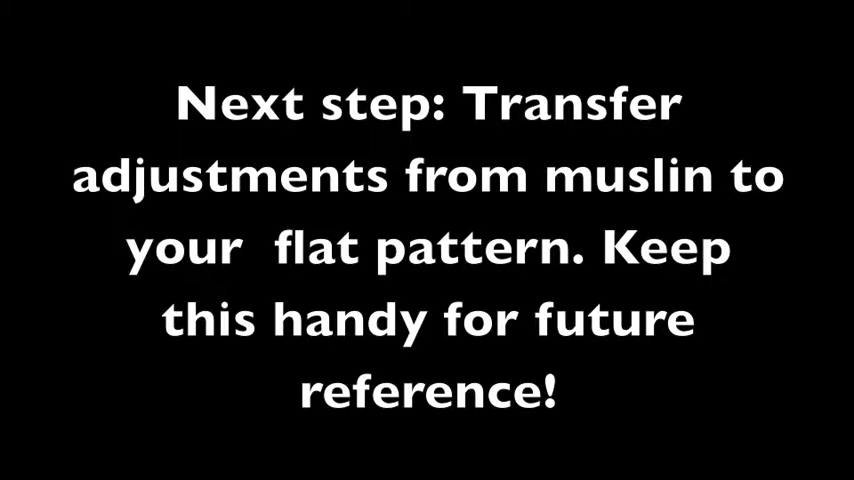 Next step: Transfer
adjustments from muslin to
your  flat pattern. Keep
this handy for future
reference!